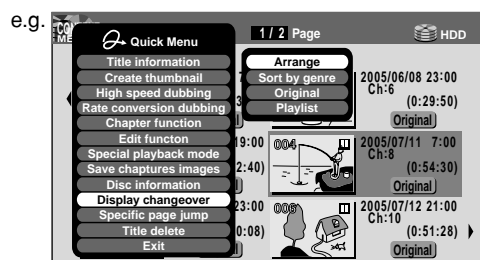 e.g.
Quick Menu
Title information
Create thumbnail
High speed dubbing
Rate conversion dubbing
Chapter function
Edit functon
Special playback mode
Save chaptures images
Disc information
Display changeover
Specific page jump
Title delete
Exit
1 / 2 Page
HDD
Arrange
Sort by genre
Original
Playlist
2005/06/08 23:00
Ch:6
(0:29:50)
Original
19:00
2:40)
004
2005/07/11 7:00
Ch:8
(0:54:30)
Original
23:00
0:08)
006
2005/07/12 21:00
Ch:10
(0:51:28)
Original